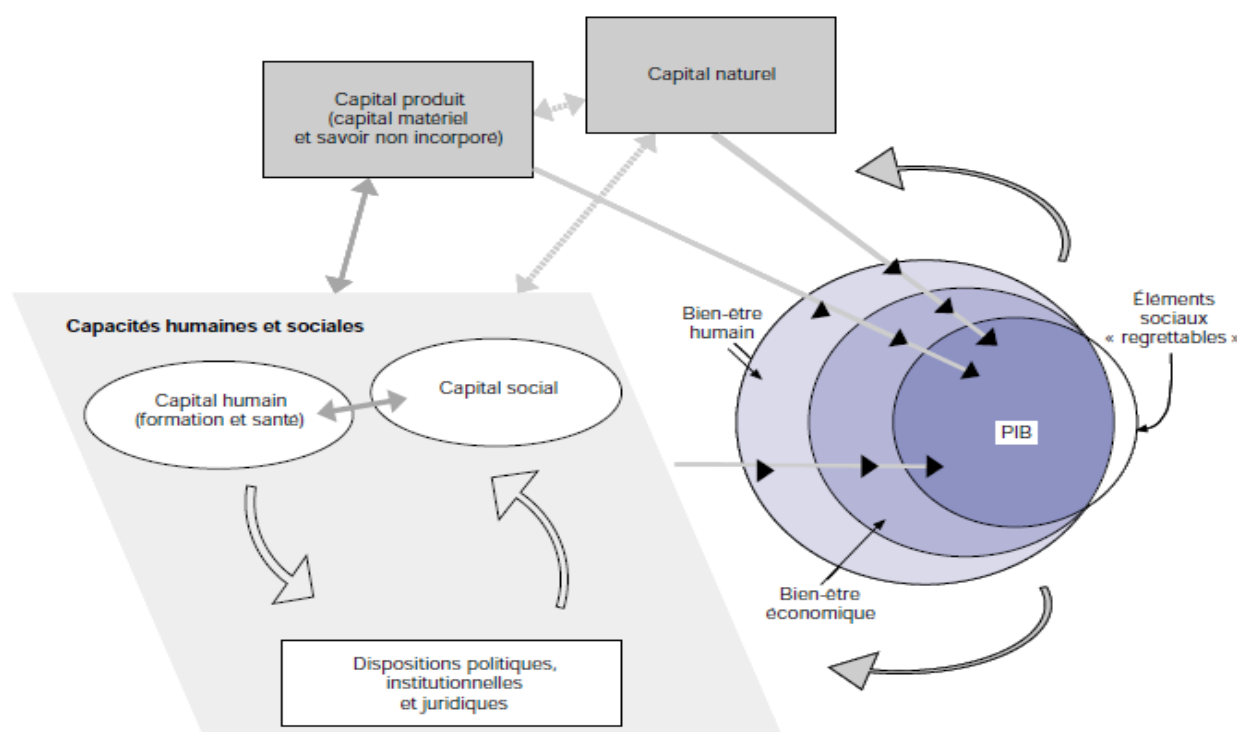 Capital naturel
Capital produit
(capital matériel
et savoir non incorporé)
Capacités humaines et sociales
Capital humain
(formation et santé)
Capital social
Dispositions politiques,
institutionnelles
et juridiques
Bien-être
humain
Éléments
sociaux
« regrettables »
PIB
Bien-être
économique